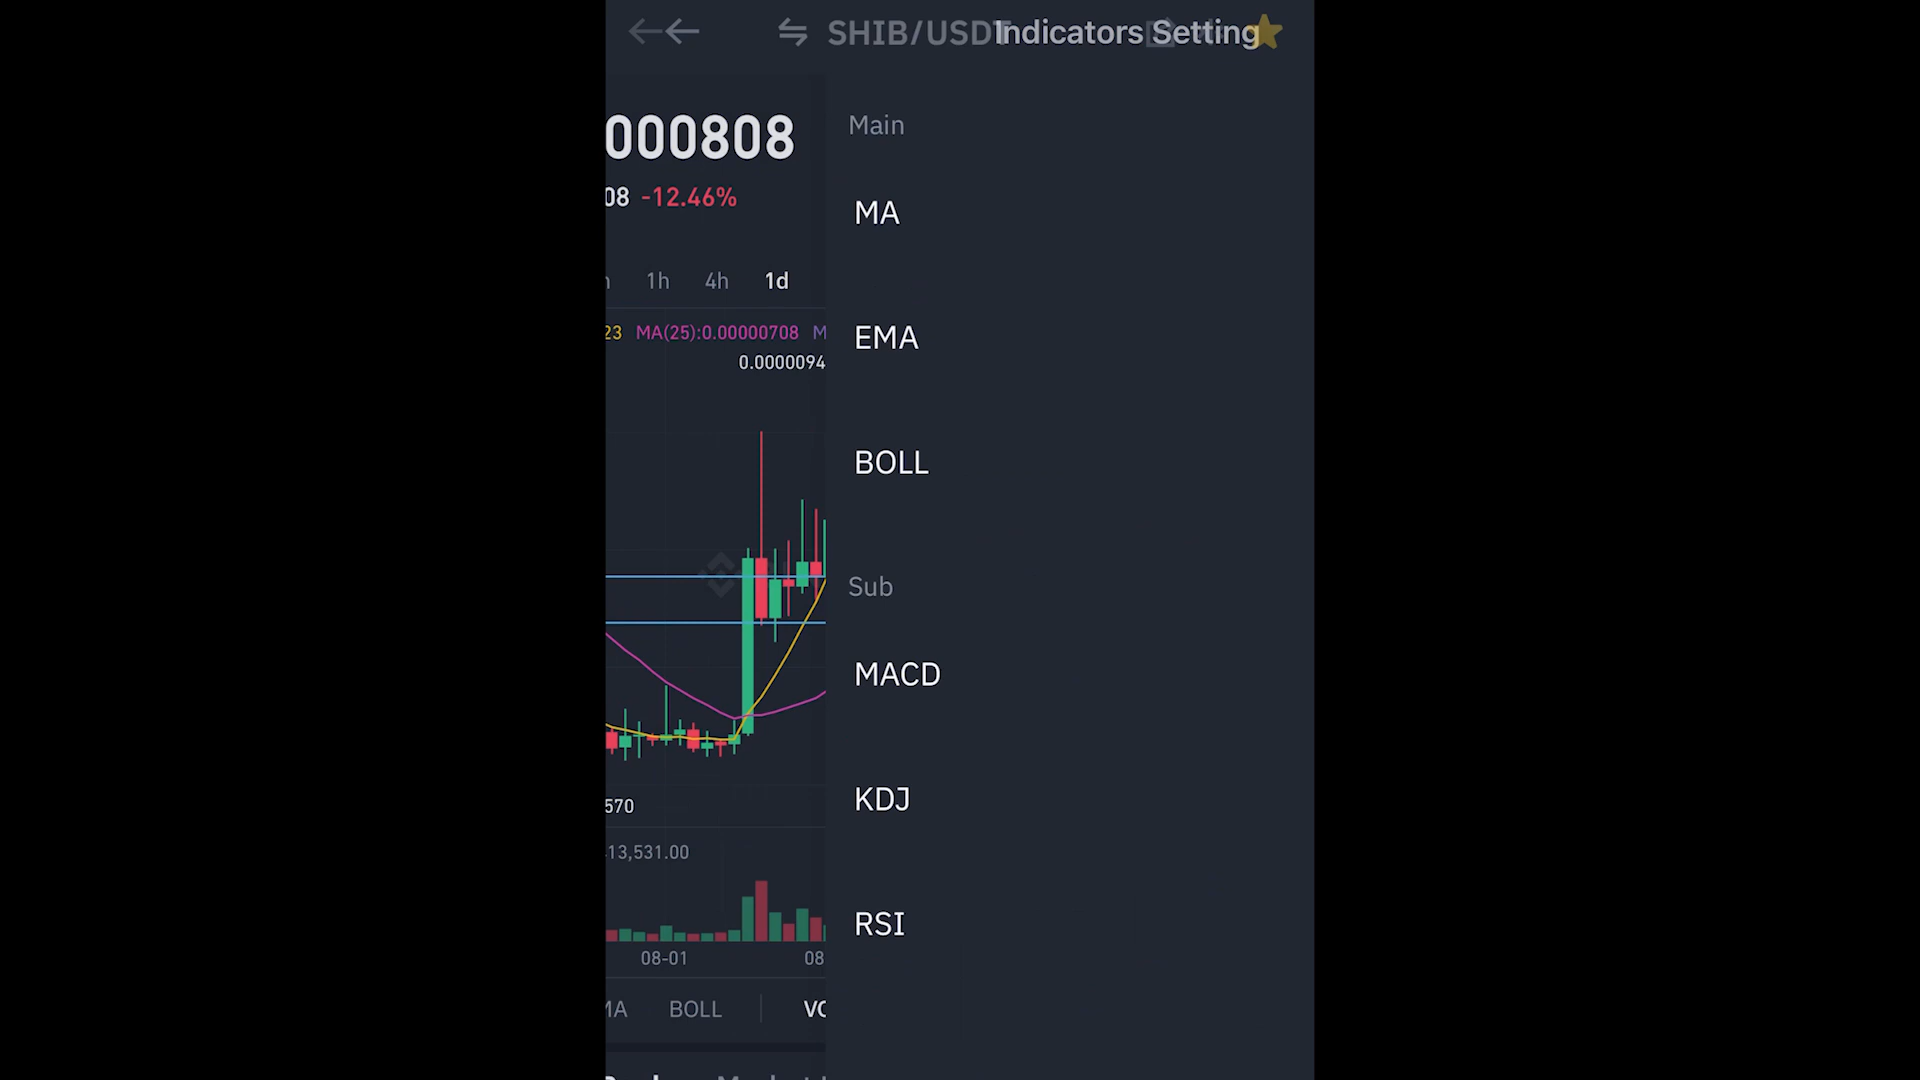 SHIB/USDT
Indicators Setting
000808
08 -12.46%
1h 4h 1d
23 MA(25):0.00000708 M
0.0000094
570
13,531.00
08-01 08
MA BOLL
Main
MA
EMA
BOLL
Sub
MACD
KDJ
RSI